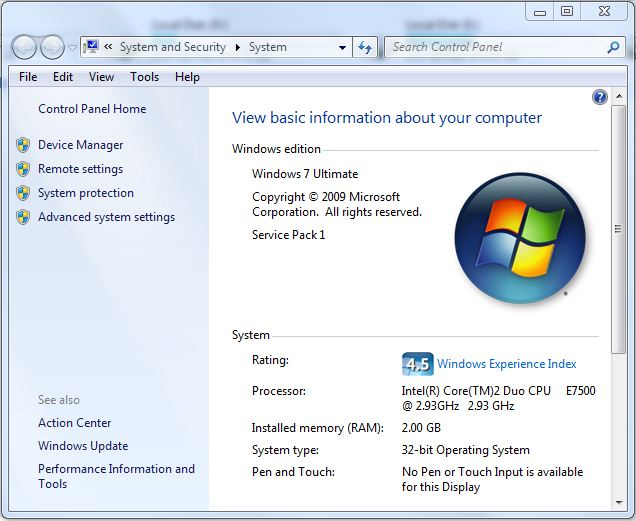 Local Disk (D:)
System and Security
System
Search Control Panel
File Edit View Tools Help
Control Panel Home
Device Manager
Remote settings
System protection
Advanced system settings
See also
Action Center
Windows Update
Performance Information and
Tools
View basic information about your computer
Windows edition
Windows 7 Ultimate
Copyright © 2009 Microsoft
Corporation. All rights reserved.
Service Pack 1
System
Rating:
4,5 Windows Experience Index
Processor:
Intel(R) Core(TM)2 Duo CPU E7500
@ 2.93GHz 2.93 GHz
Installed memory (RAM):
2.00 GB
System type:
32-bit Operating System
Pen and Touch:
No Pen or Touch Input is available
for this Display